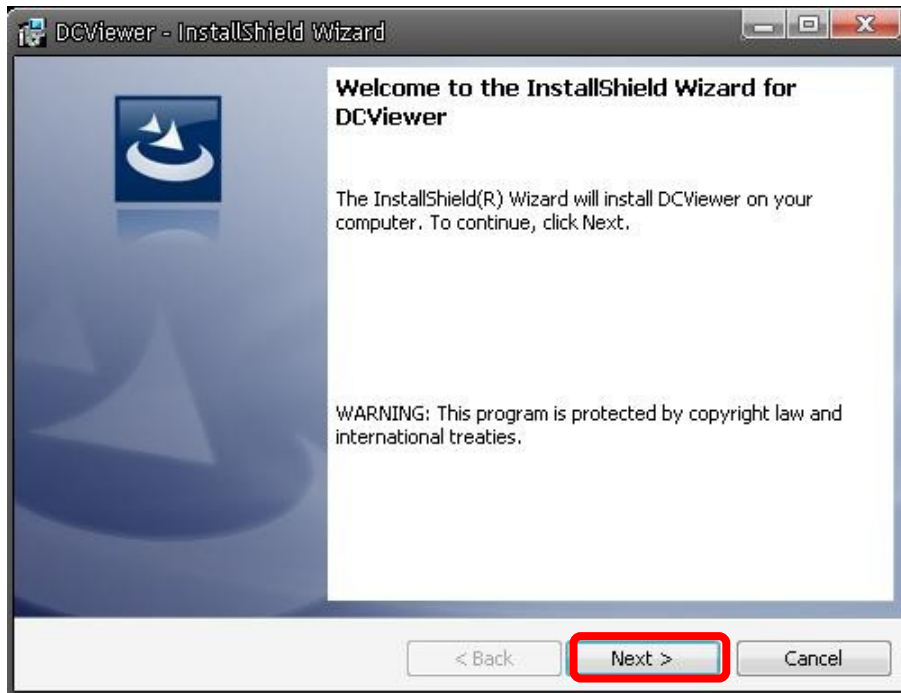 DCViewer - InstallShield Wizard
Welcome to the InstallShield Wizard for
DCViewer
The InstallShield(R) Wizard will install DCViewer on your
computer. To continue, click Next.
WARNING: This program is protected by copyright law and
international treaties.
< Back
Next >
Cancel